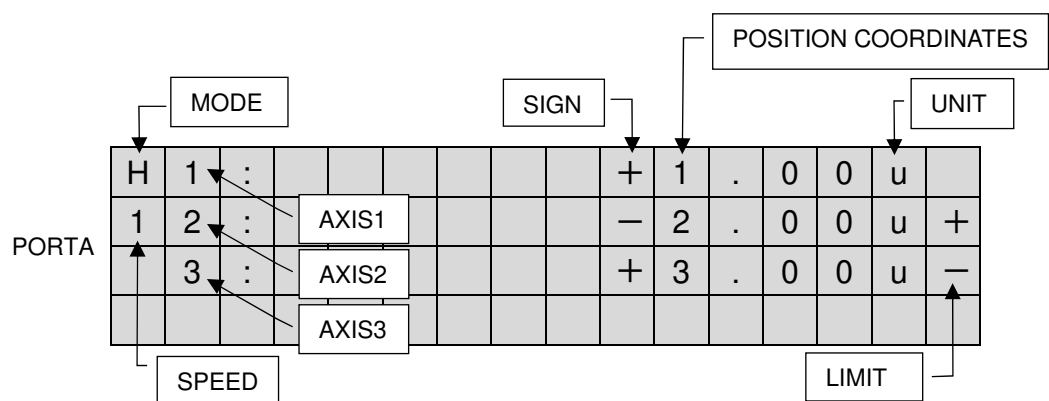 POSITION COORDINATES
MODE
SIGN
UNIT
H 1 : + 1 . 0 0 u
AXIS1
1 2 : − 2 . 0 0 u +
PORTA
AXIS2
3 : + 3 . 0 0 u −
AXIS3
SPEED
LIMIT